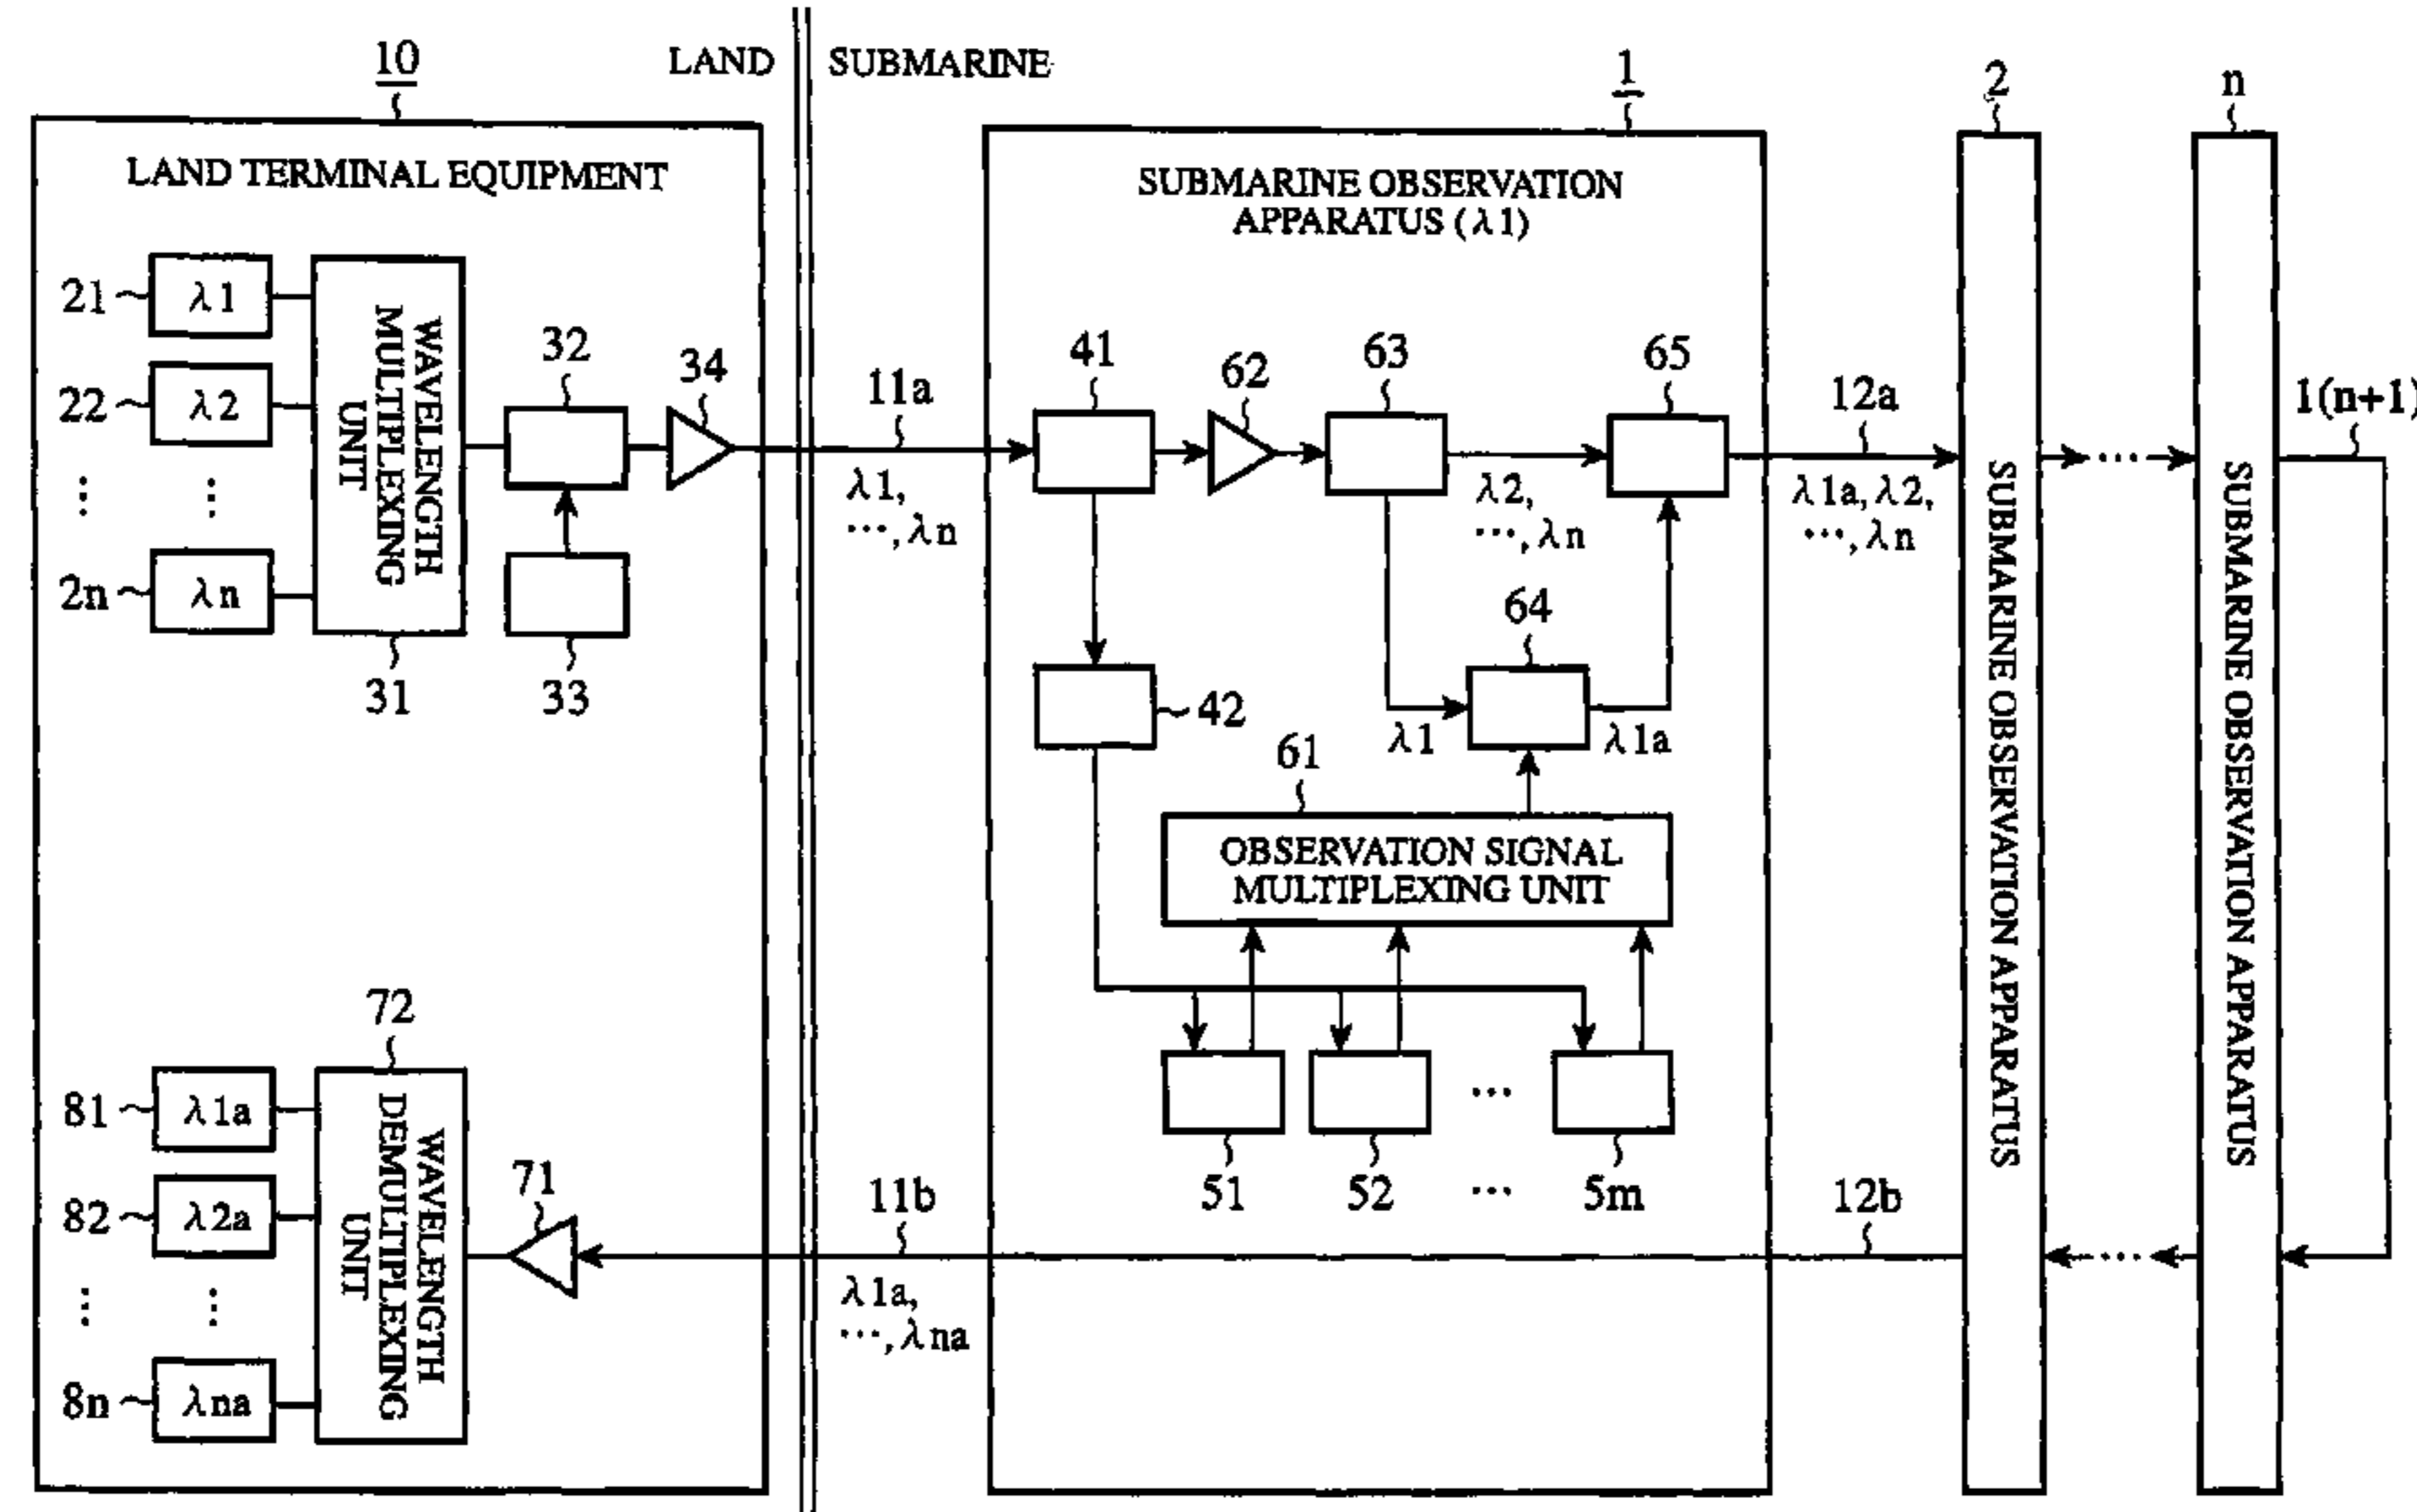 LAND
SUBMARINE
10
1
2
n
LAND TERMINAL EQUIPMENT
SUBMARINE OBSERVATION
APPARATUS (λ1)
21
λ1
22
λ2
⋮
⋮
2n
λn
WAVELENGTH
MULTIPLEXING
UNIT
31
32
33
34
11a
λ1,
…, λn
41
62
63
65
λ2,
…, λn
12a
λ1a, λ2,
…, λn
…
1(n+1)
42
64
λ1
λ1a
61
OBSERVATION SIGNAL
MULTIPLEXING UNIT
…
51
52
…
5m
SUBMARINE OBSERVATION APPARATUS
SUBMARINE OBSERVATION APPARATUS
72
81
λ1a
82
λ2a
⋮
⋮
8n
λna
WAVELENGTH
DEMULTIPLEXING
UNIT
71
11b
λ1a,
…, λna
12b
…